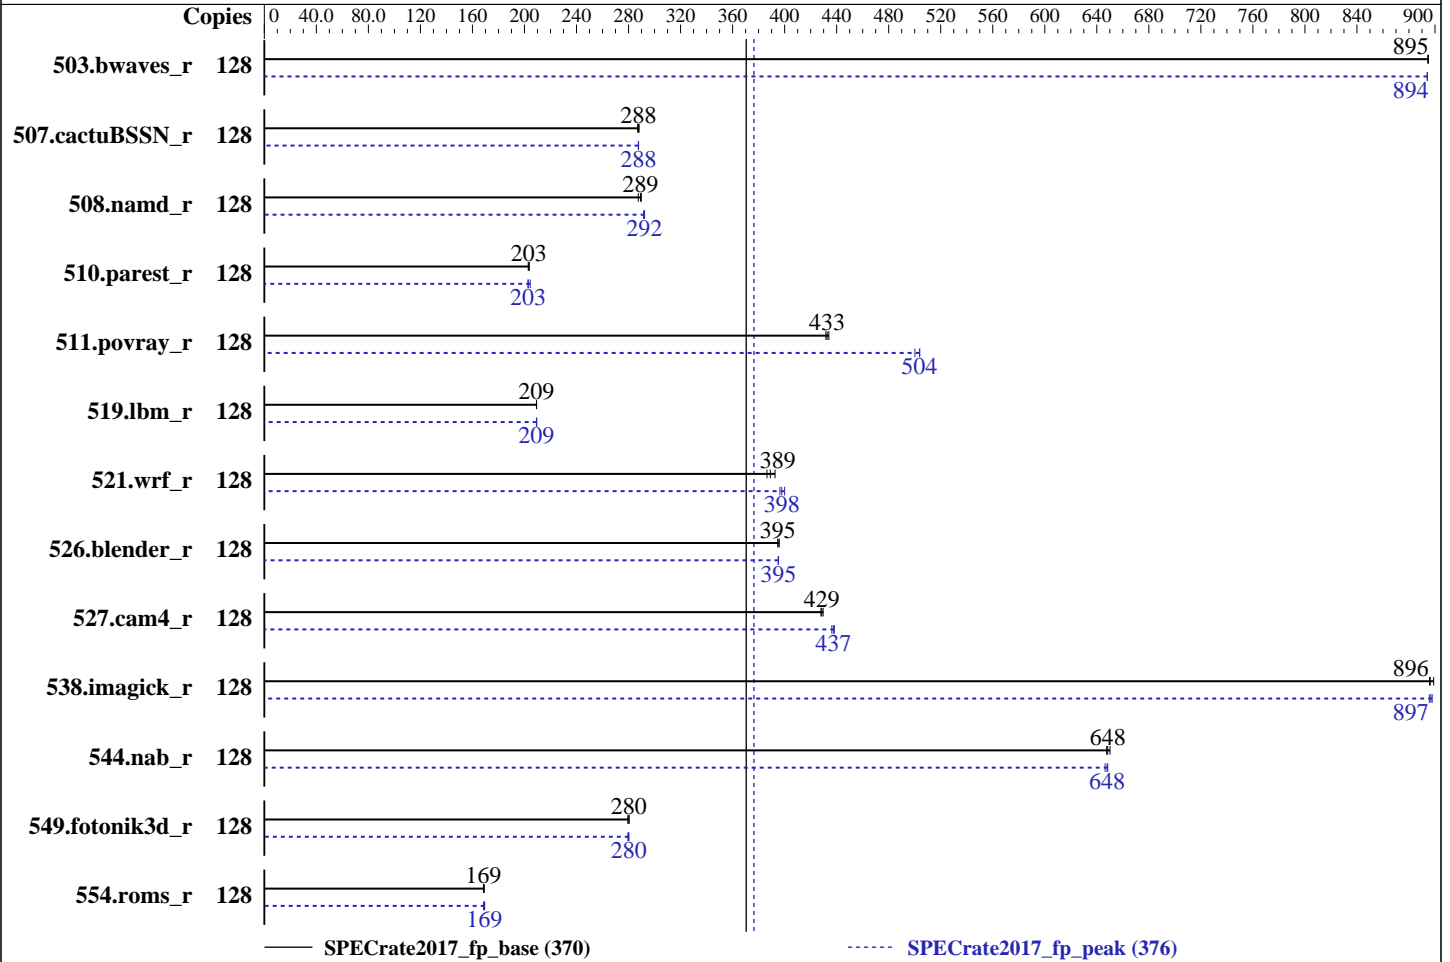 Copies 0 40.0 80.0 120 160 200 240 280 320 360 400 440 480 520 560 600 640 680 720 760 800 840 900
503.bwaves_r 128 895
894
507.cactuBSSN_r 128 288
288
508.namd_r 128 289
292
510.parest_r 128 203
203
511.povray_r 128 433
504
519.lbm_r 128 209
209
521.wrf_r 128 389
398
526.blender_r 128 395
395
527.cam4_r 128 429
437
538.imagick_r 128 896
897
544.nab_r 128 648
648
549.fotonik3d_r 128 280
280
554.roms_r 128 169
169
SPECrate2017_fp_base (370) SPECrate2017_fp_peak (376)